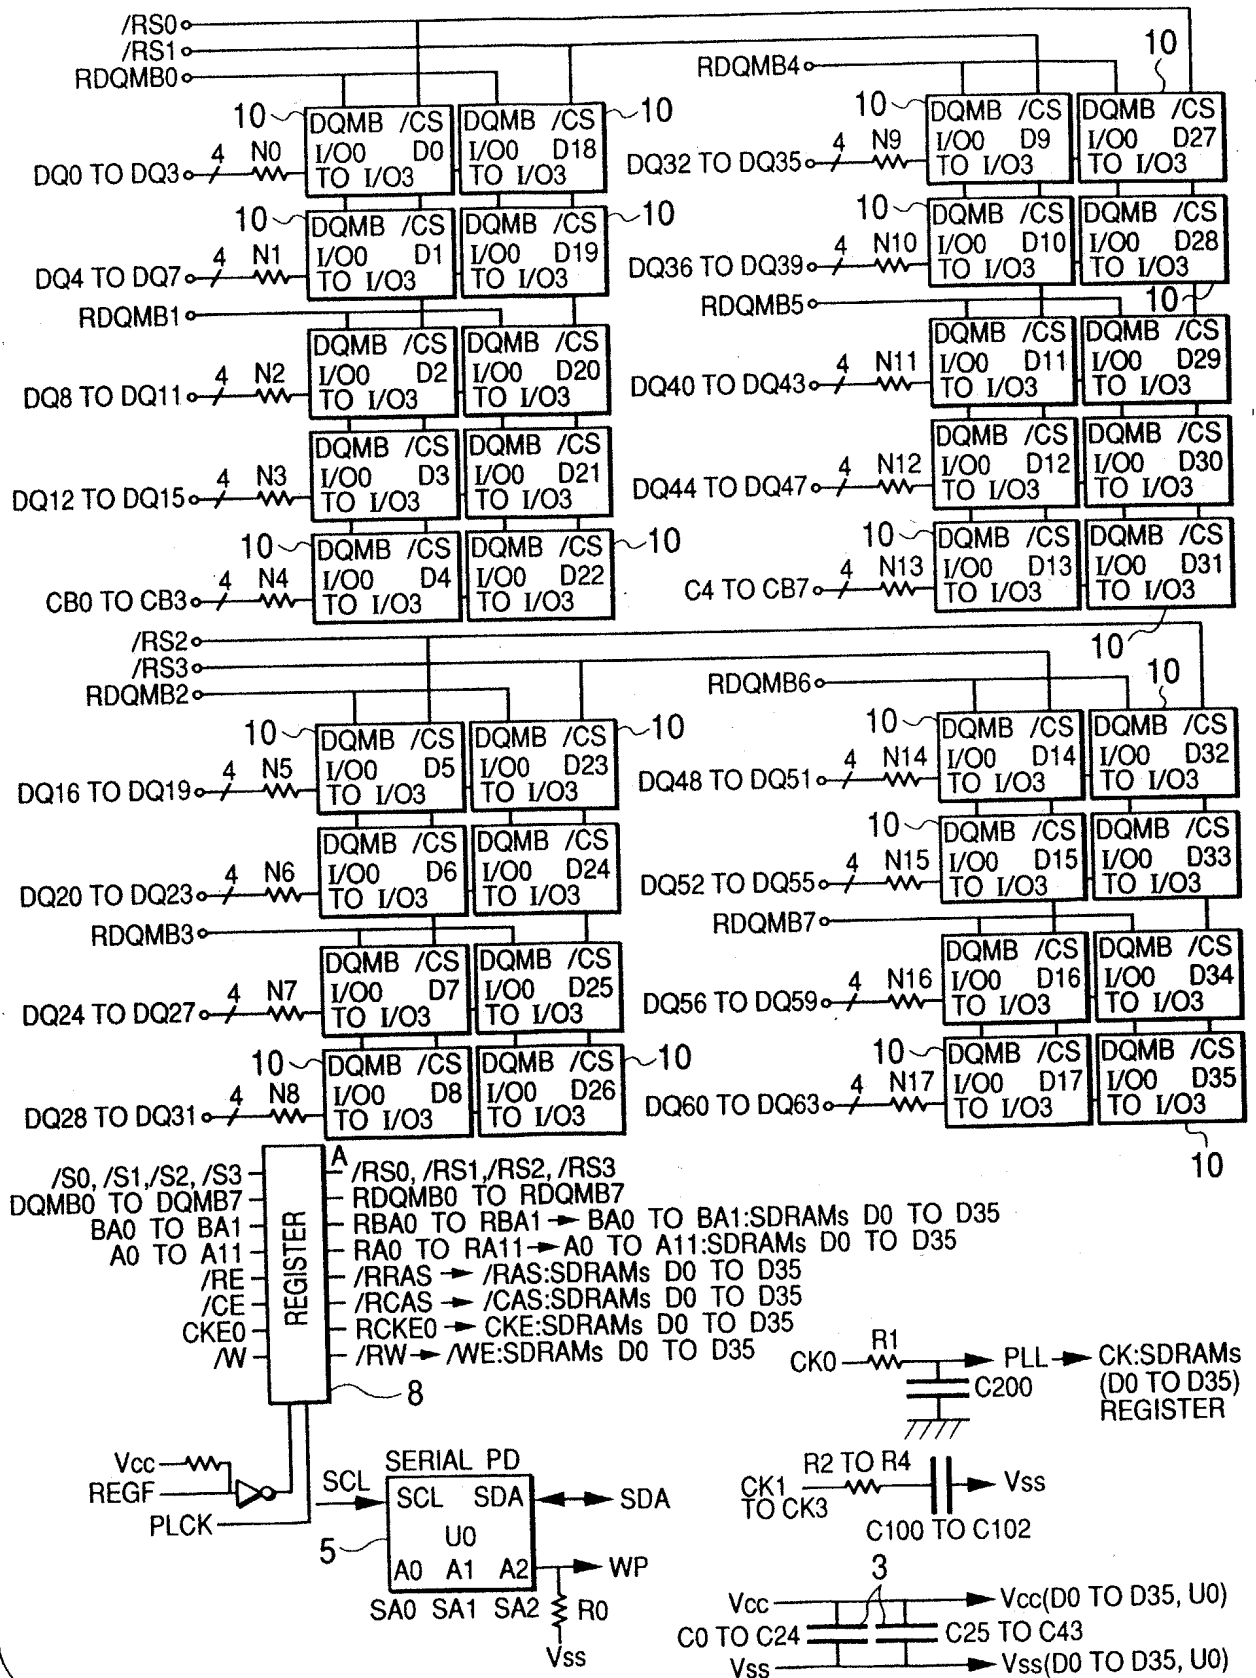 /RS0
/RS1
RDQMB0
10 DQMB /CS DQMB /CS 10
DQ0 TO DQ3 4 N0 I/O0 D0 I/O0 D18
TO I/O3 TO I/O3
10 DQMB /CS DQMB /CS 10
DQ4 TO DQ7 4 N1 I/O0 D1 I/O0 D19
TO I/O3 TO I/O3
RDQMB1
DQMB /CS DQMB /CS
DQ8 TO DQ11 4 N2 I/O0 D2 I/O0 D20
TO I/O3 TO I/O3
DQMB /CS DQMB /CS
DQ12 TO DQ15 4 N3 I/O0 D3 I/O0 D21
TO I/O3 TO I/O3
10 DQMB /CS DQMB /CS 10
CB0 TO CB3 4 N4 I/O0 D4 I/O0 D22
TO I/O3 TO I/O3
RDQMB4 10
10 DQMB /CS DQMB /CS
DQ32 TO DQ35 4 N9 I/O0 D9 I/O0 D27
TO I/O3 TO I/O3
10 DQMB /CS DQMB /CS
DQ36 TO DQ39 4 N10 I/O0 D10 I/O0 D28
TO I/O3 TO I/O3
RDQMB5 10
DQMB /CS DQMB /CS
DQ40 TO DQ43 4 N11 I/O0 D11 I/O0 D29
TO I/O3 TO I/O3
DQMB /CS DQMB /CS
DQ44 TO DQ47 4 N12 I/O0 D12 I/O0 D30
TO I/O3 TO I/O3
10 DQMB /CS DQMB /CS
C4 TO CB7 4 N13 I/O0 D13 I/O0 D31
TO I/O3 TO I/O3
10
/RS2
/RS3
RDQMB2
10 DQMB /CS DQMB /CS 10
DQ16 TO DQ19 4 N5 I/O0 D5 I/O0 D23
TO I/O3 TO I/O3
DQMB /CS DQMB /CS
DQ20 TO DQ23 4 N6 I/O0 D6 I/O0 D24
TO I/O3 TO I/O3
RDQMB3
DQMB /CS DQMB /CS
DQ24 TO DQ27 4 N7 I/O0 D7 I/O0 D25
TO I/O3 TO I/O3
10 DQMB /CS DQMB /CS 10
DQ28 TO DQ31 4 N8 I/O0 D8 I/O0 D26
TO I/O3 TO I/O3
RDQMB6 10
10 DQMB /CS DQMB /CS
DQ48 TO DQ51 4 N14 I/O0 D14 I/O0 D32
TO I/O3 TO I/O3
10 DQMB /CS DQMB /CS
DQ52 TO DQ55 4 N15 I/O0 D15 I/O0 D33
TO I/O3 TO I/O3
RDQMB7
DQMB /CS DQMB /CS
DQ56 TO DQ59 4 N16 I/O0 D16 I/O0 D34
TO I/O3 TO I/O3
10 DQMB /CS DQMB /CS
DQ60 TO DQ63 4 N17 I/O0 D17 I/O0 D35
TO I/O3 TO I/O3
10
A
/S0, /S1,/S2, /S3 /RS0, /RS1,/RS2, /RS3
DQMB0 TO DQMB7 RDQMB0 TO RDQMB7
BA0 TO BA1 RBA0 TO RBA1 → BA0 TO BA1:SDRAMs D0 TO D35
A0 TO A11 RA0 TO RA11 → A0 TO A11:SDRAMs D0 TO D35
/RE /RRAS → /RAS:SDRAMs D0 TO D35
/CE /RCAS → /CAS:SDRAMs D0 TO D35
CKE0 RCKE0 → CKE:SDRAMs D0 TO D35
/W /RW → /WE:SDRAMs D0 TO D35
REGISTER
8
Vcc
REGF
PLCK
SERIAL PD
SCL SCL SDA SDA
5 U0
A0 A1 A2 WP
SA0 SA1 SA2 R0
Vss
CK0 R1 PLL → CK:SDRAMs
C200 (D0 TO D35)
REGISTER
R2 TO R4
CK1 Vss
TO CK3
C100 TO C102
3
Vcc Vcc(D0 TO D35, U0)
C0 TO C24 C25 TO C43
Vss Vss(D0 TO D35, U0)